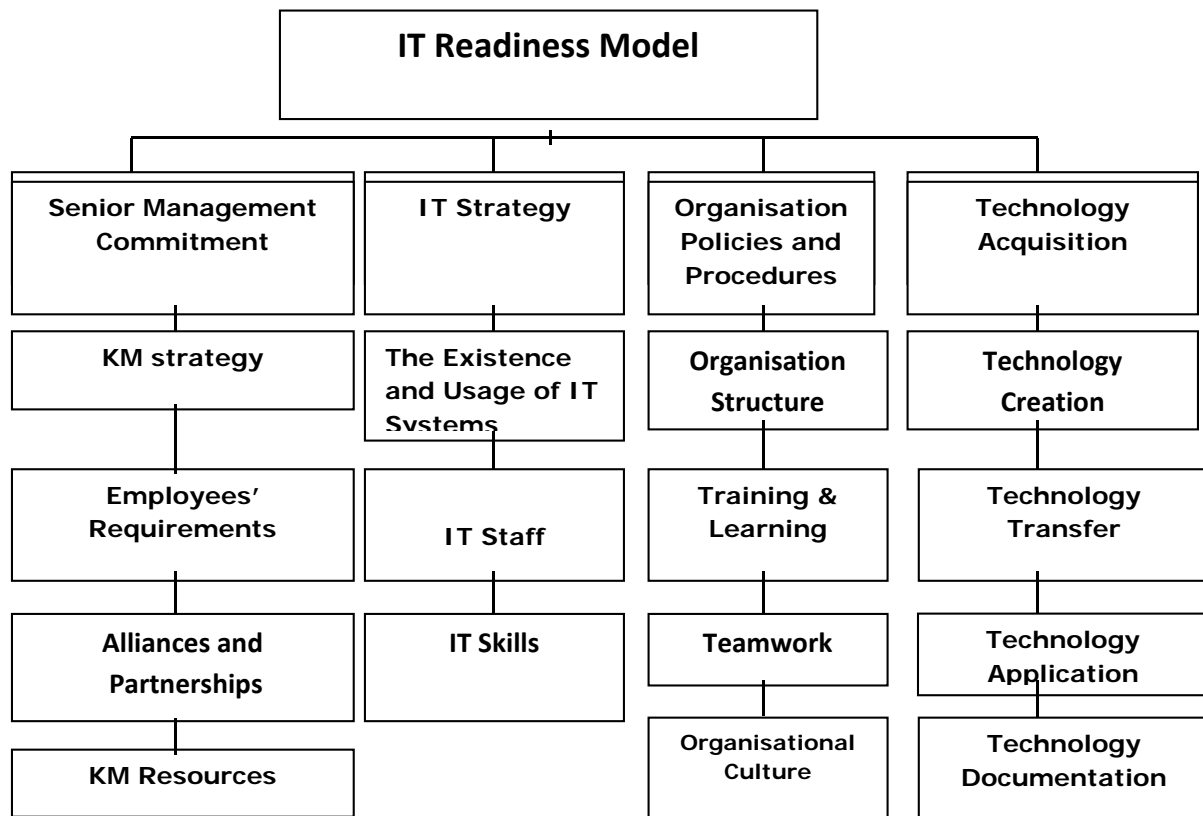 IT Readiness Model
Senior Management
Commitment
IT Strategy
Organisation
Policies and
Procedures
Technology
Acquisition
KM strategy
The Existence
and Usage of IT
Systems
Organisation
Structure
Technology
Creation
Employees’
Requirements
IT Staff
Training &
Learning
Technology
Transfer
Alliances and
Partnerships
IT Skills
Teamwork
Technology
Application
KM Resources
Organisational
Culture
Technology
Documentation